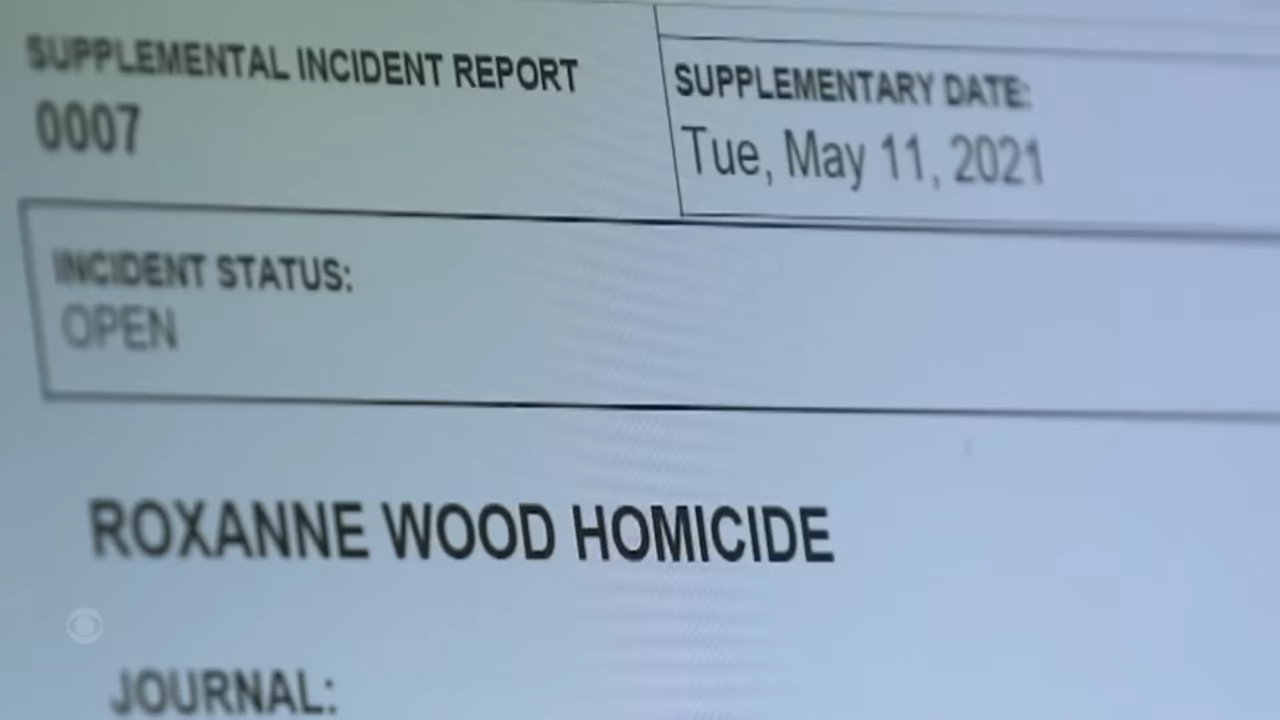 SUPPLEMENTAL INCIDENT REPORT
0007
SUPPLEMENTARY DATE:
Tue, May 11, 2021
INCIDENT STATUS:
OPEN
ROXANNE WOOD HOMICIDE
JOURNAL: